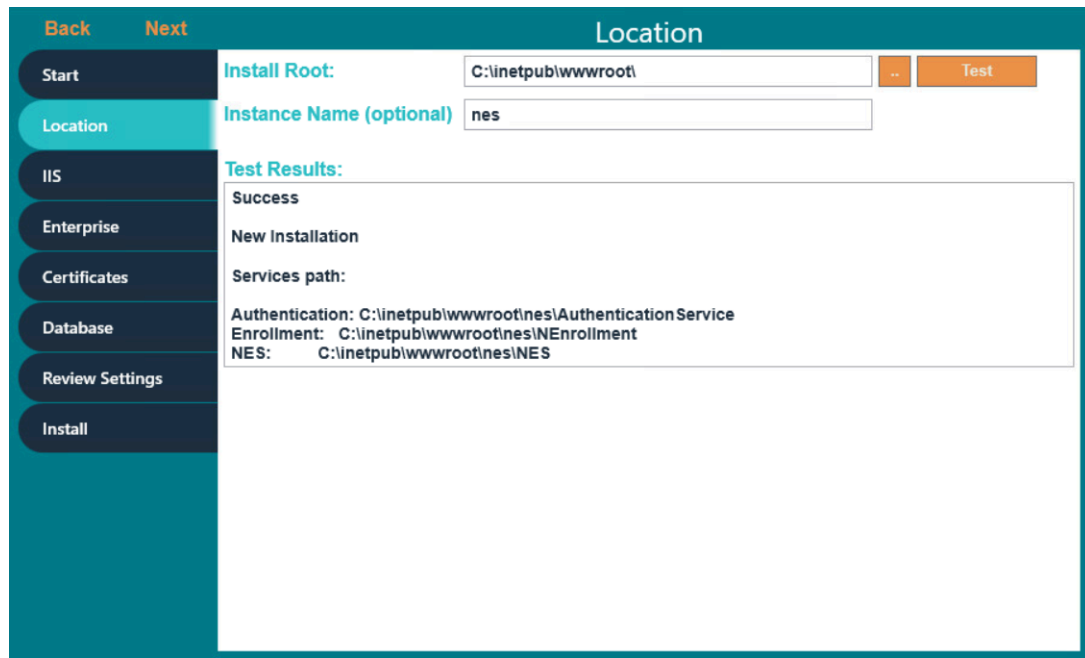 Back Next
Location
Start
Location
IIS
Enterprise
Certificates
Database
Review Settings
Install
Install Root: C:\inetpub\wwwroot\ .. Test
Instance Name (optional) nes
Test Results:
Success
New Installation
Services path:
Authentication: C:\inetpub\wwwroot\nes\AuthenticationService
Enrollment: C:\inetpub\wwwroot\nes\NEnrollment
NES: C:\inetpub\wwwroot\nes\NES